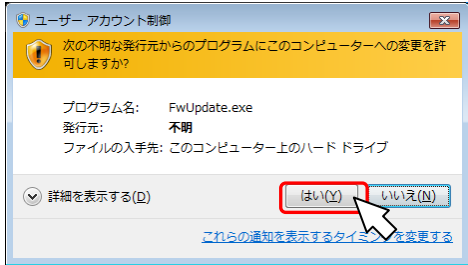 ユーザー アカウント制御
次の不明な発行元からのプログラムにこのコンピューターへの変更を許
可しますか?
プログラム名: FwUpdate.exe
発行元: 不明
ファイルの入手先: このコンピューター上のハード ドライブ
詳細を表示する(D) はい(Y) いいえ(N)
これらの通知を表示するタイミングを変更する